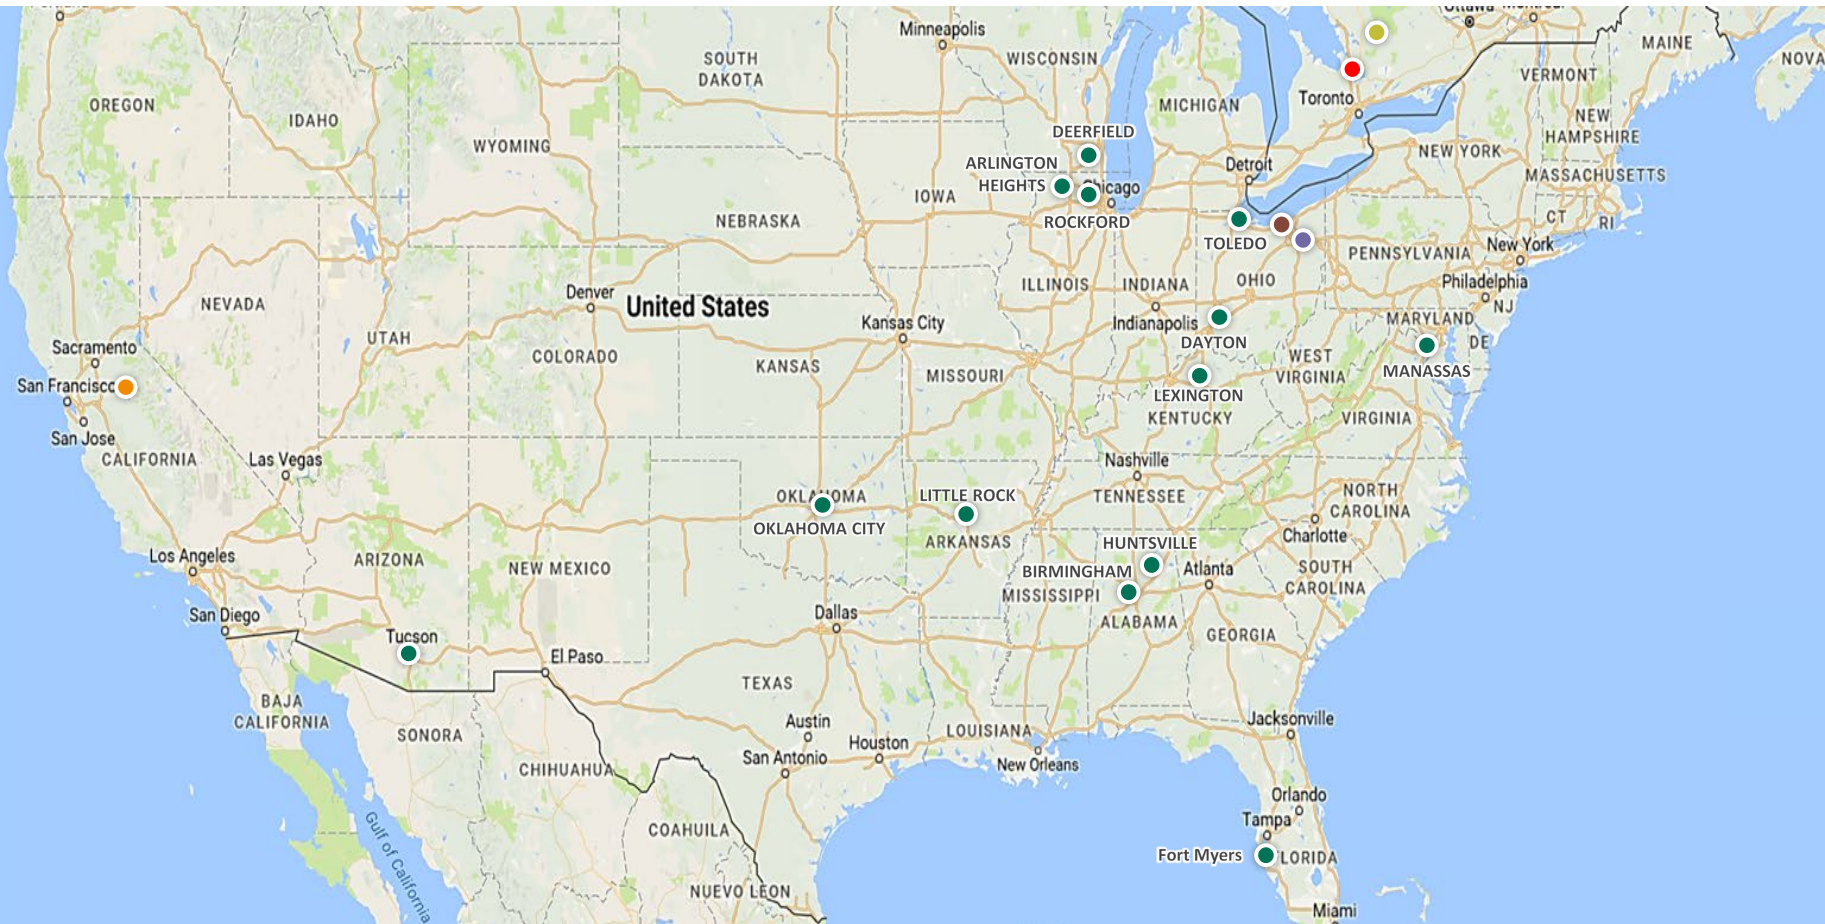 Ottawa
Minneapolis
SOUTH
DAKOTA
WISCONSIN
MAINE
NOVA
VERMONT
OREGON
IDAHO
MICHIGAN
Toronto
NEW
HAMPSHIRE
WYOMING
DEERFIELD
NEW YORK
ARLINGTON
HEIGHTS
Detroit
MASSACHUSETTS
Chicago
IOWA
ROCKFORD
NEBRASKA
CT
RI
TOLEDO
New York
PENNSYLVANIA
Philadelphia
OHIO
ILLINOIS
INDIANA
Denver
NEVADA
United States
NJ
MARYLAND
Kansas City
Indianapolis
UTAH
DAYTON
DE
Sacramento
COLORADO
WEST
VIRGINIA
KANSAS
MISSOURI
MANASSAS
San Francisco
LEXINGTON
KENTUCKY
VIRGINIA
San Jose
CALIFORNIA
Las Vegas
Nashville
NORTH
CAROLINA
OKLAHOMA
LITTLE ROCK
TENNESSEE
OKLAHOMA CITY
Charlotte
ARKANSAS
HUNTSVILLE
Los Angeles
ARIZONA
NEW MEXICO
BIRMINGHAM
Atlanta
SOUTH
CAROLINA
MISSISSIPPI
San Diego
Dallas
ALABAMA
GEORGIA
Tucson
El Paso
TEXAS
BAJA
CALIFORNIA
Austin
Jacksonville
SONORA
LOUISIANA
Houston
San Antonio
New Orleans
CHIHUAHUA
Orlando
Tampa
COAHUILA
Gulf of California
Fort Myers
FLORIDA
NUEVO LEON
Miami